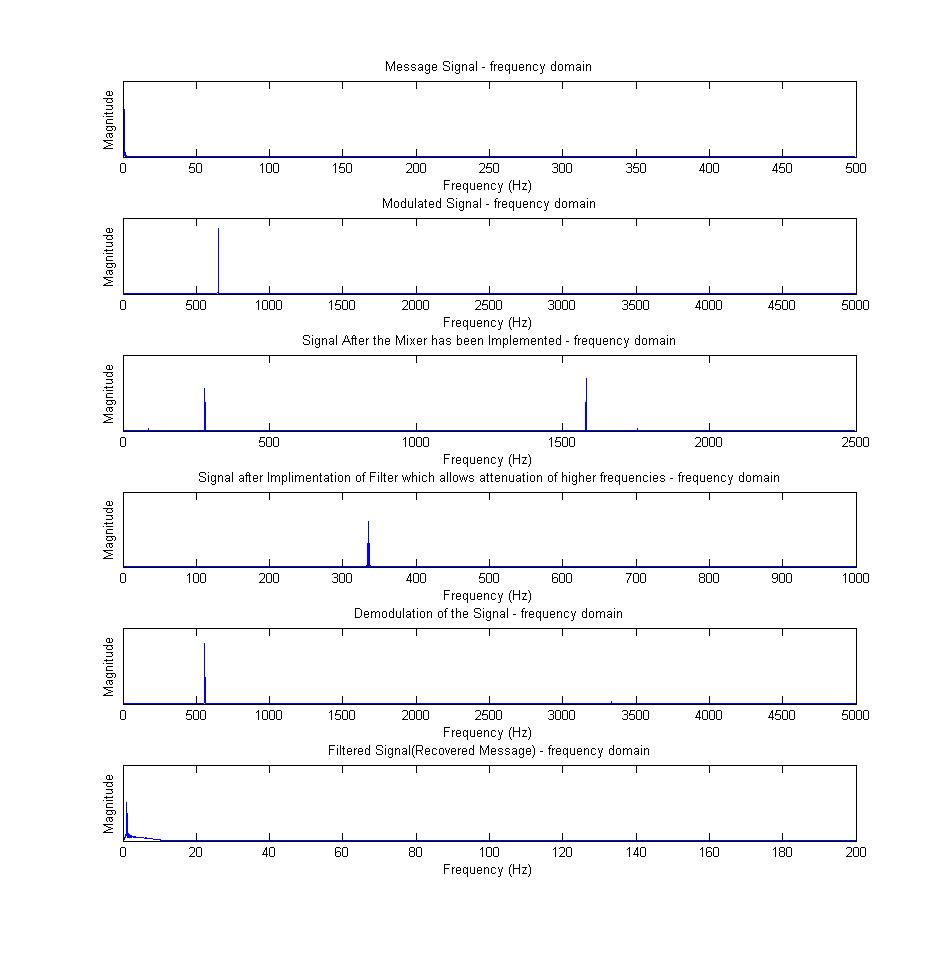 Message Signal - frequency domain
Magnitude
0 50 100 150 200 250 300 350 400 450 500
Frequency (Hz)
Modulated Signal - frequency domain
Magnitude
0 500 1000 1500 2000 2500 3000 3500 4000 4500 5000
Frequency (Hz)
Signal After the Mixer has been Implemented - frequency domain
Magnitude
0 500 1000 1500 2000 2500
Frequency (Hz)
Signal after Implimentation of Filter which allows attenuation of higher frequencies - frequency domain
Magnitude
0 100 200 300 400 500 600 700 800 900 1000
Frequency (Hz)
Demodulation of the Signal - frequency domain
Magnitude
0 500 1000 1500 2000 2500 3000 3500 4000 4500 5000
Frequency (Hz)
Filtered Signal(Recovered Message) - frequency domain
Magnitude
0 20 40 60 80 100 120 140 160 180 200
Frequency (Hz)